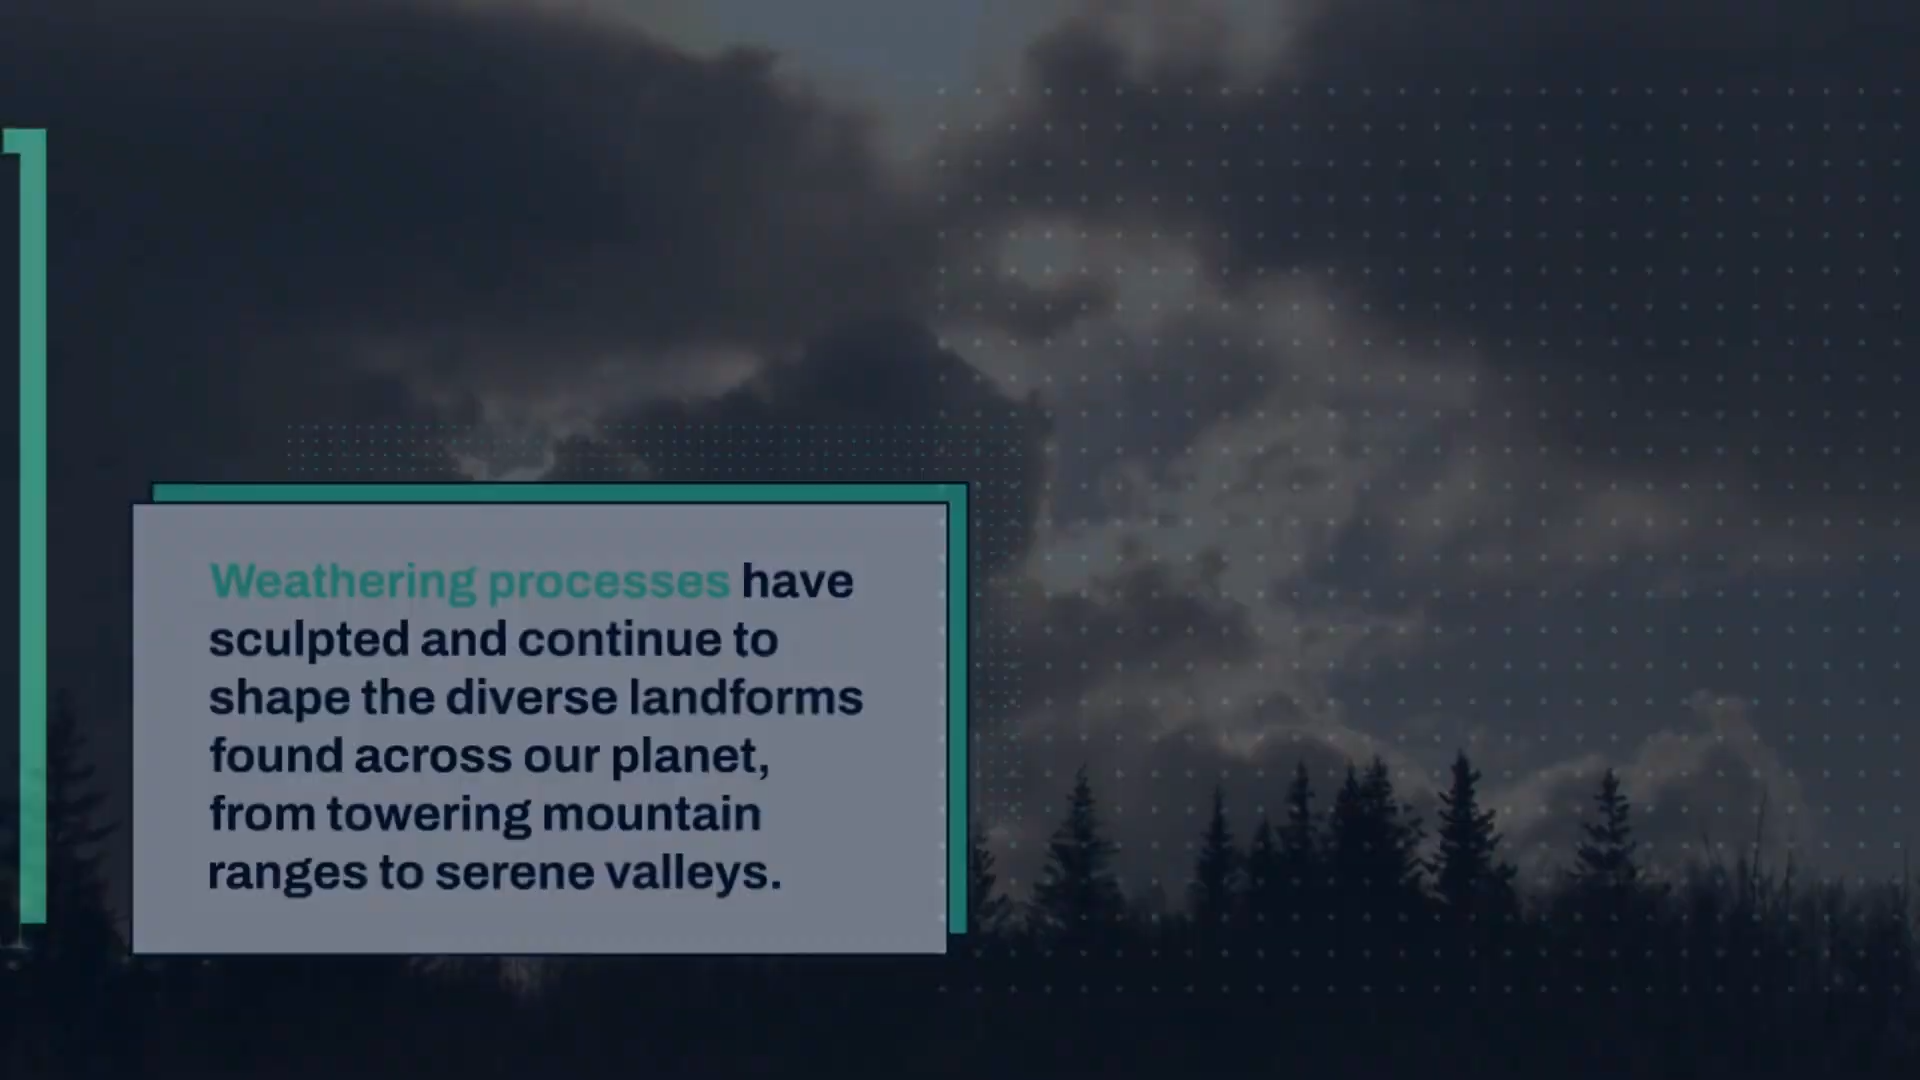 Weathering processes have
sculpted and continue to
shape the diverse landforms
found across our planet,
from towering mountain
ranges to serene valleys.